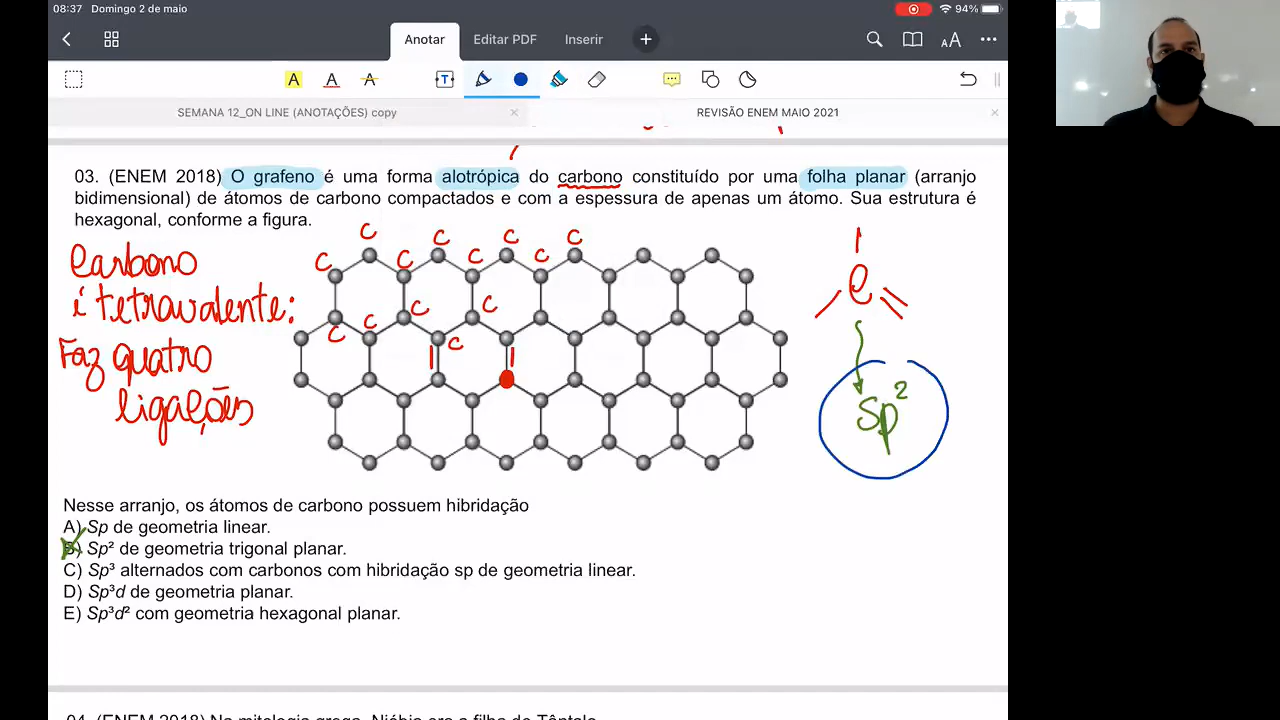 08:37 Domingo 2 de maio
94%
Anotar
Editar PDF
Inserir
AA
A A A T
SEMANA 12_ON LINE (ANOTAÇÕES) copy
REVISÃO ENEM MAIO 2021
03. (ENEM 2018) O grafeno é uma forma alotrópica do carbono constituído por uma folha planar (arranjo
bidimensional) de átomos de carbono compactados e com a espessura de apenas um átomo. Sua estrutura é
hexagonal, conforme a figura.
Carbono
é tetravalente:
Faz quatro
ligações
C C C C
C C C C
C C
C C C
C
Sp²
Nesse arranjo, os átomos de carbono possuem hibridação
A) Sp de geometria linear.
B) Sp² de geometria trigonal planar.
C) Sp³ alternados com carbonos com hibridação sp de geometria linear.
D) Sp³d de geometria planar.
E) Sp³d² com geometria hexagonal planar.
04. (ENEM 2018) Na mitologia grega, Nióbia era a filha de Tântalo